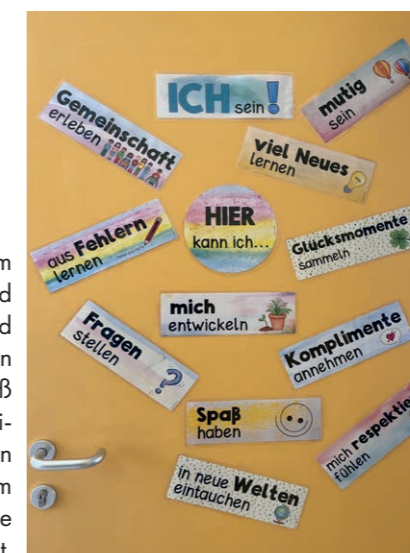 ICH sein!
mutig
sein
Gemeinschaft
erleben
viel Neues
lernen
HIER
kann ich...
aus Fehlern
lernen
Glücksmomente
sammeln
mich
entwickeln
Fragen
stellen
?
Komplimente
annehmen
Spaß
haben
mich
fühlen
in neue Welten
eintauchen